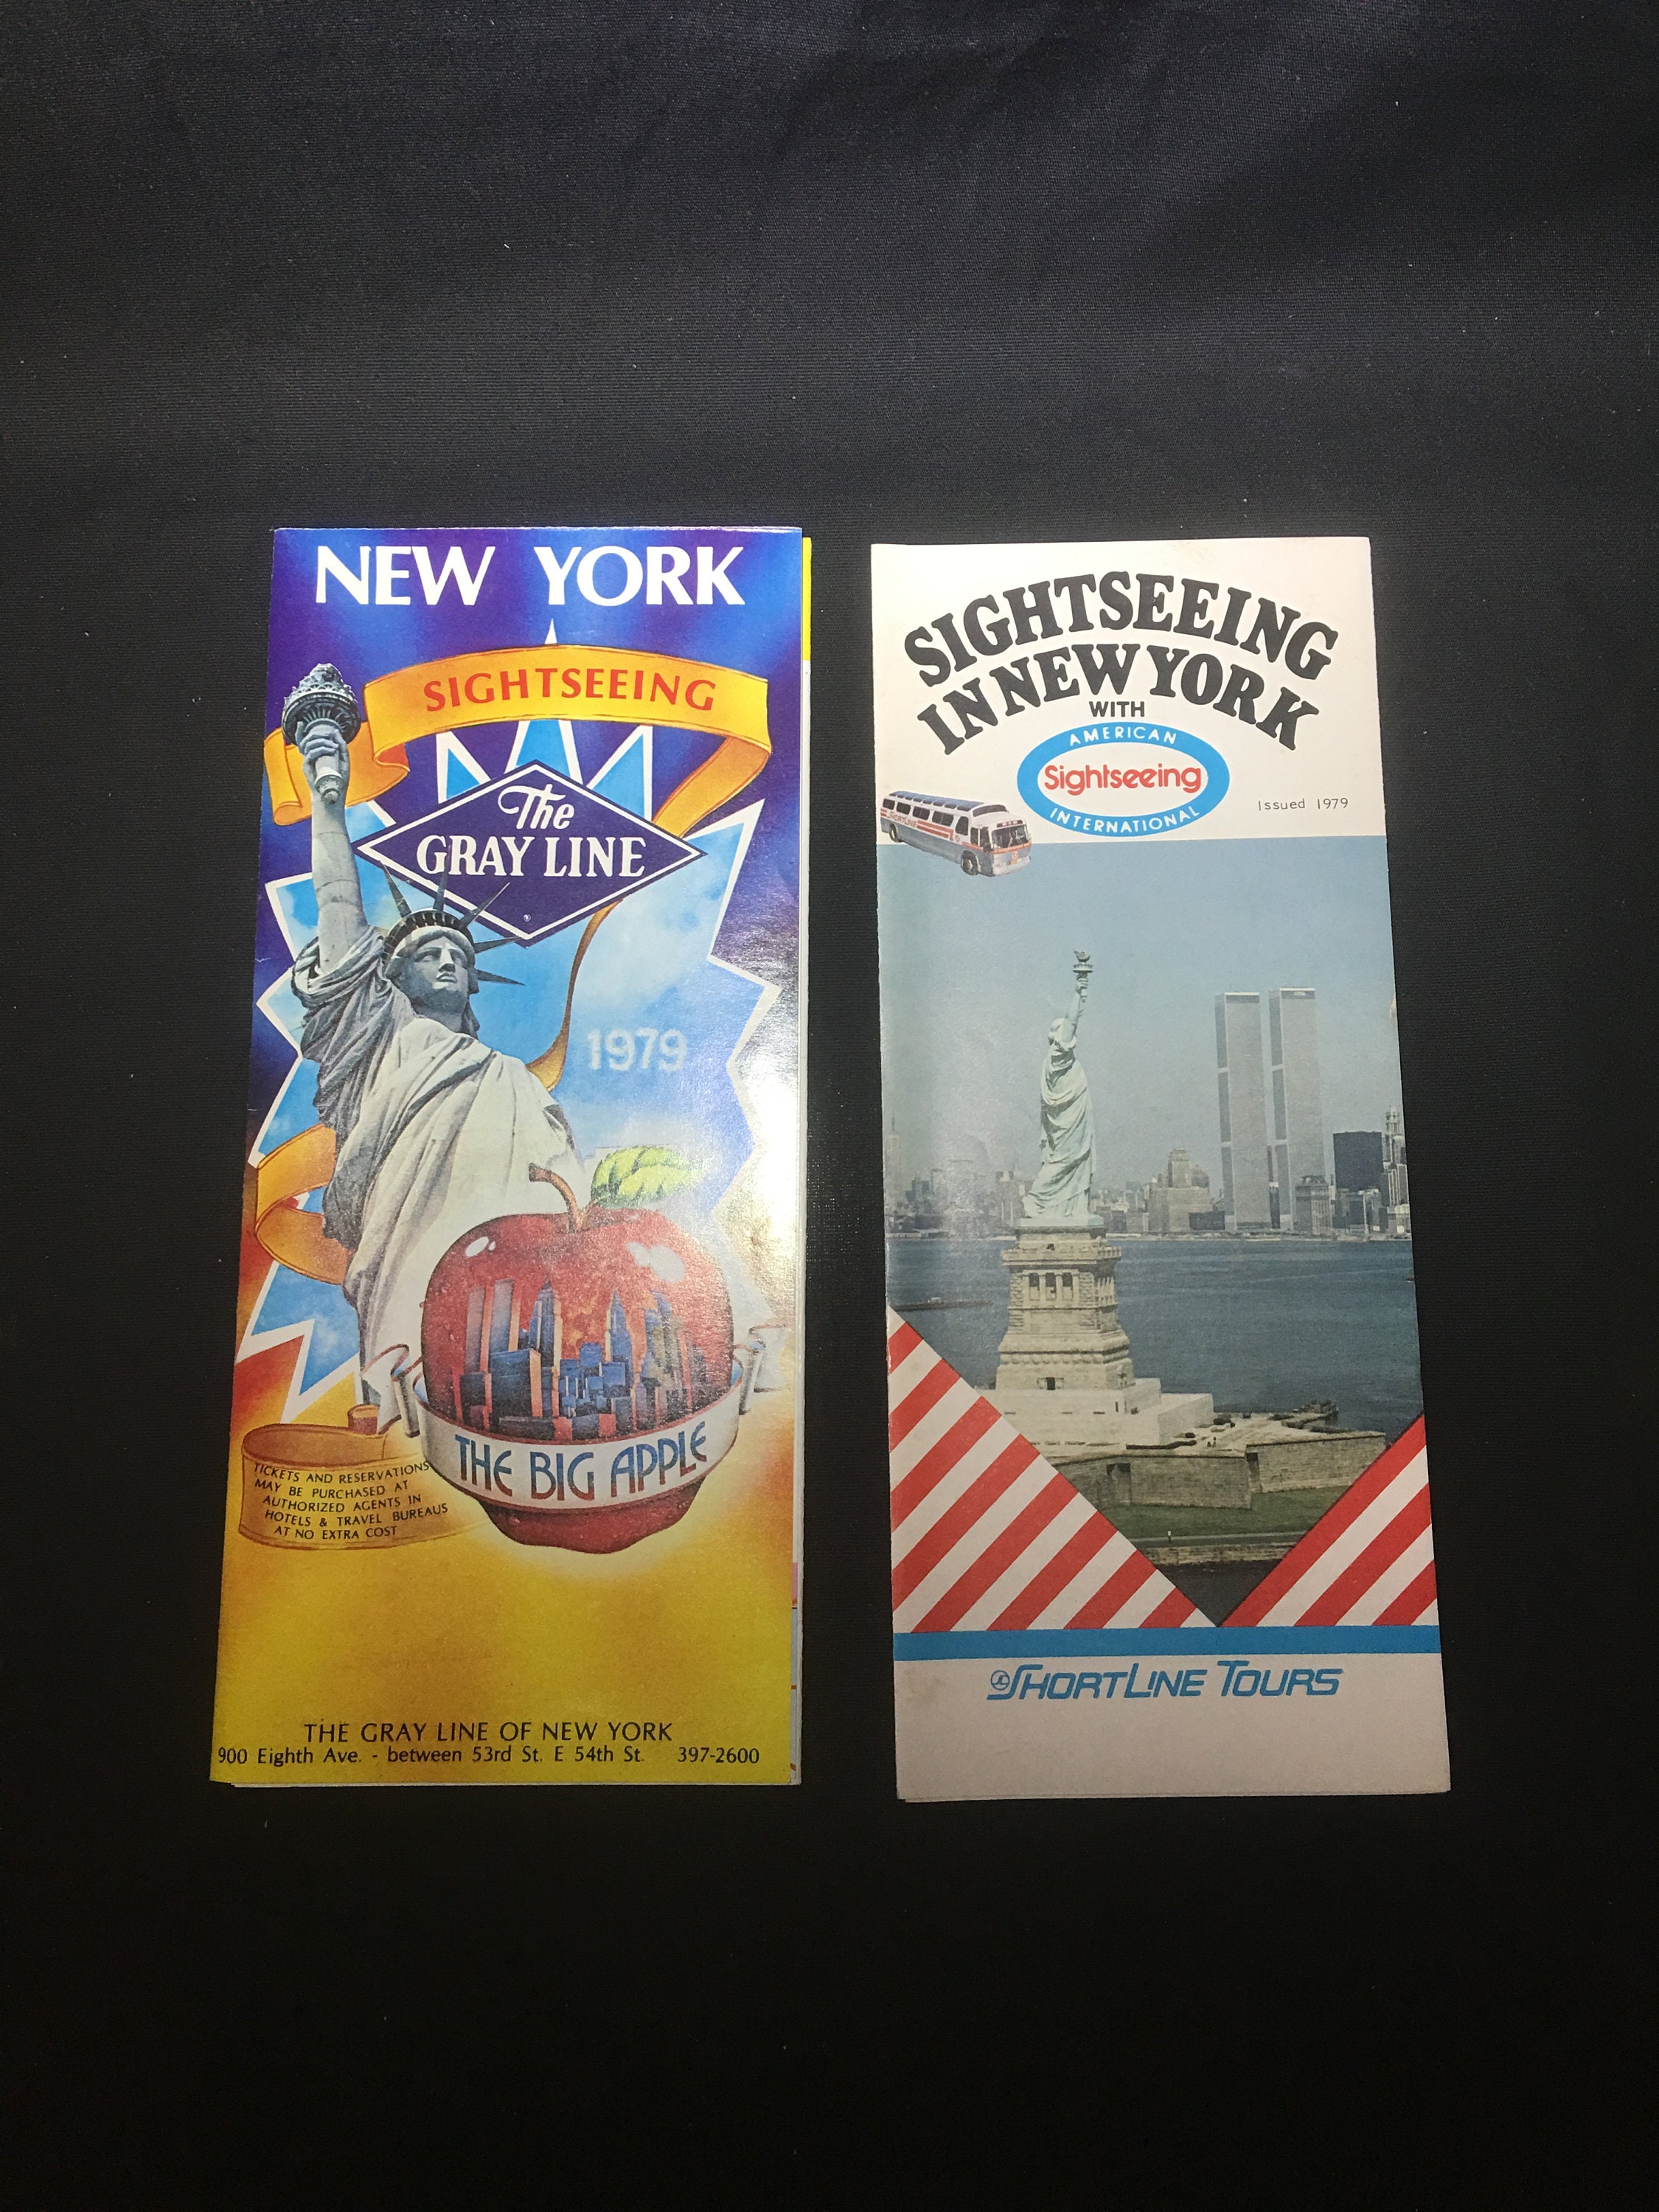 NEW YORK
SIGHTSEEING
The
GRAY LINE
1979
THE BIG APPLE
TICKETS AND RESERVATIONS
MAY BE PURCHASED AT
AUTHORIZED AGENTS IN
HOTELS & TRAVEL BUREAUS
AT NO EXTRA COST
THE GRAY LINE OF NEW YORK
900 Eighth Ave. - between 53rd St. E 54th St. 397-2600
SIGHTSEEING
IN NEW YORK
WITH
AMERICAN
Sightseeing
INTERNATIONAL
Issued 1979
SHORTLINE
SHORTLINE TOURS